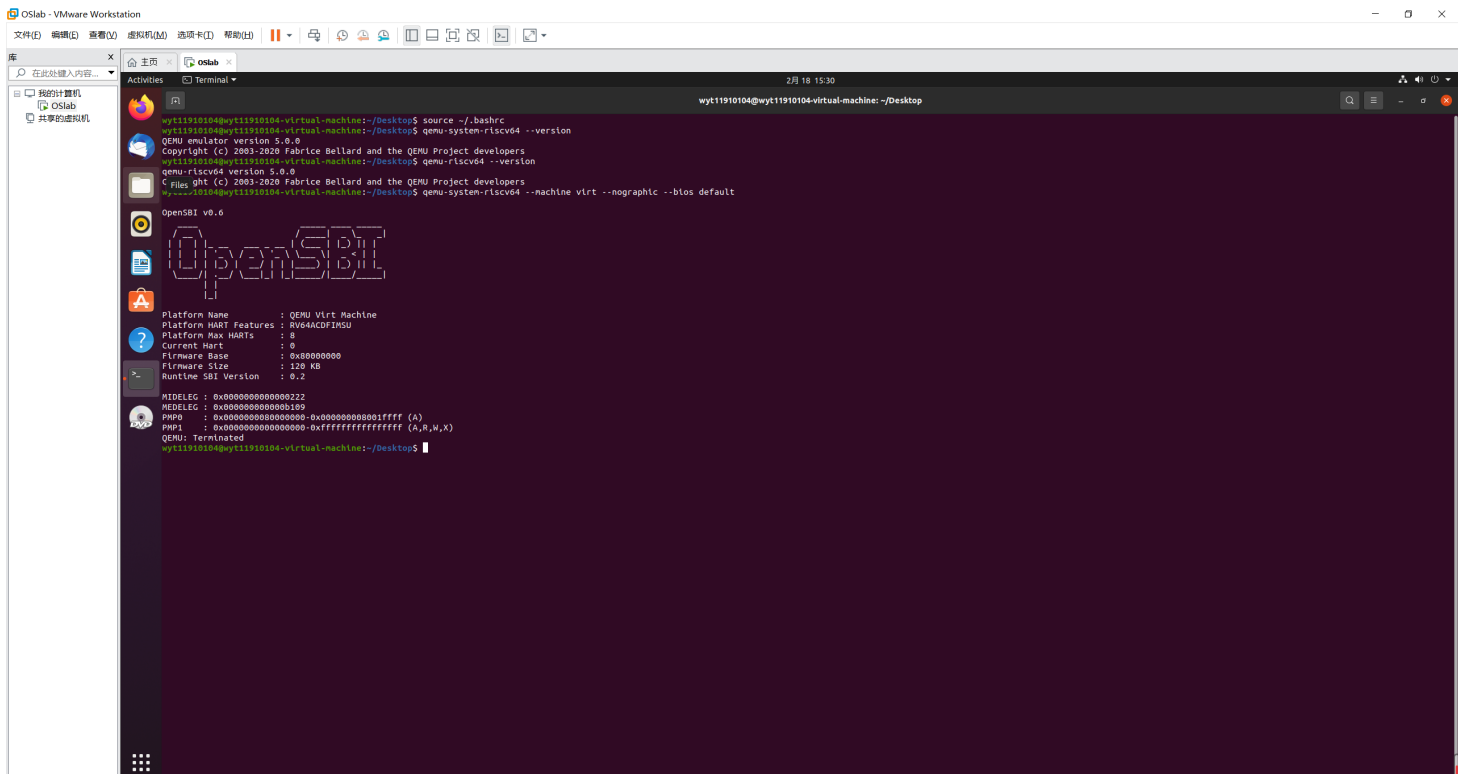 OSlab - VMware Workstation
文件(F) 编辑(E) 查看(V) 虚拟机(M) 选项卡(T) 帮助(H)
库
在此处键入内容...
我的计算机
OSlab
共享的虚拟机
主页
OSlab
Activities
Terminal
2月 18 15:30
wyt11910104@wyt11910104-virtual-machine: ~/Desktop
wyt11910104@wyt11910104-virtual-machine:~/Desktop$ source ~/.bashrc
wyt11910104@wyt11910104-virtual-machine:~/Desktop$ qemu-system-riscv64 --version
QEMU emulator version 5.0.0
Copyright (c) 2003-2020 Fabrice Bellard and the QEMU Project developers
wyt11910104@wyt11910104-virtual-machine:~/Desktop$ qemu-riscv64 --version
qemu-riscv64 version 5.0.0
Files
ght (c) 2003-2020 Fabrice Bellard and the QEMU Project developers
10104@wyt11910104-virtual-machine:~/Desktop$ qemu-system-riscv64 --machine virt --nographic --bios default
OpenSBI v0.6
OpenSBI
Platform Name : QEMU Virt Machine
Platform HART Features : RV64ACDFIMSU
Platform Max HARTs : 8
Current Hart : 0
Firmware Base : 0x80000000
Firmware Size : 120 KB
Runtime SBI Version : 0.2
MIDELEG : 0x0000000000000222
MEDELEG : 0x000000000000b109
PMP0 : 0x0000000080000000-0x000000008001ffff (A)
PMP1 : 0x0000000000000000-0xffffffffffffffff (A,R,W,X)
QEMU: Terminated
wyt11910104@wyt11910104-virtual-machine:~/Desktop$
DVD